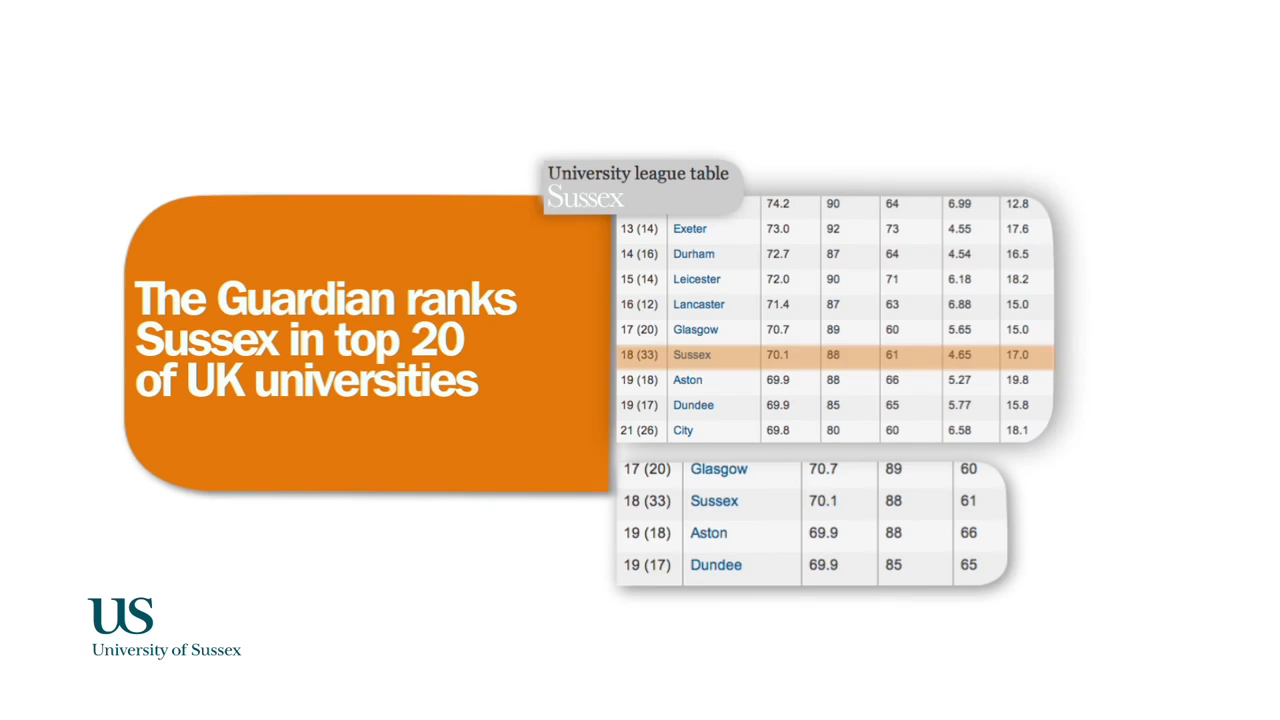 University league table
Sussex
The Guardian ranks
Sussex in top 20
of UK universities
74.2 90 64 6.99 12.8
13 (14) Exeter 73.0 92 73 4.55 17.6
14 (16) Durham 72.7 87 64 4.54 16.5
15 (14) Leicester 72.0 90 71 6.18 18.2
16 (12) Lancaster 71.4 87 63 6.88 15.0
17 (20) Glasgow 70.7 89 60 5.65 15.0
18 (33) Sussex 70.1 88 61 4.65 17.0
19 (18) Aston 69.9 88 66 5.27 19.8
19 (17) Dundee 69.9 85 65 5.77 15.8
21 (26) City 69.8 80 60 6.58 18.1
17 (20) Glasgow 70.7 89 60
18 (33) Sussex 70.1 88 61
19 (18) Aston 69.9 88 66
19 (17) Dundee 69.9 85 65
US
University of Sussex